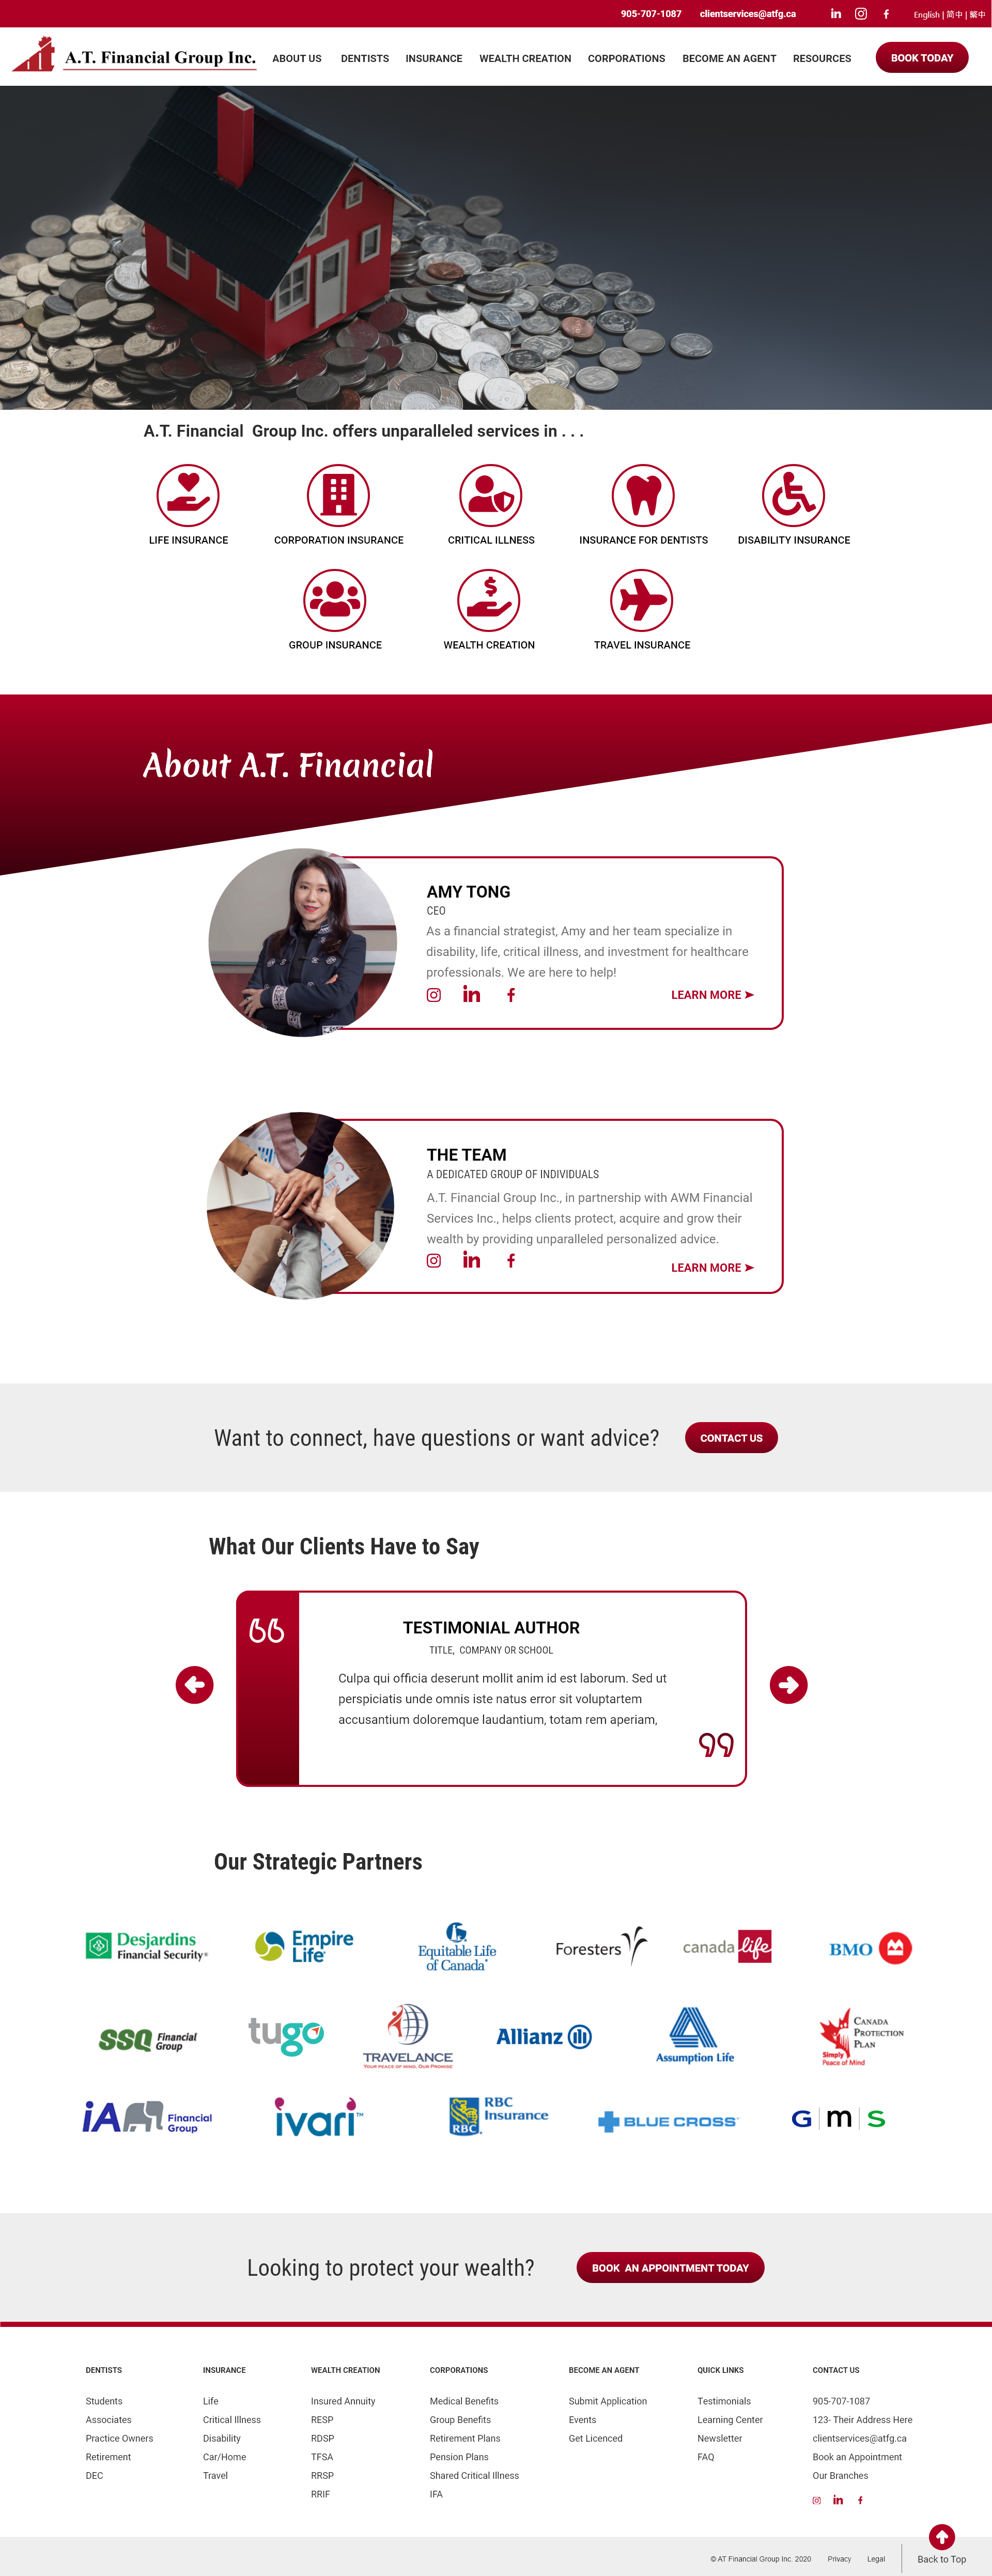 905-707-1087 clientservices@atfg.ca English | 简中 | 繁中
A.T. Financial Group Inc. ABOUT US DENTISTS INSURANCE WEALTH CREATION CORPORATIONS BECOME AN AGENT RESOURCES BOOK TODAY
A.T. Financial Group Inc. offers unparalleled services in . . .
LIFE INSURANCE CORPORATION INSURANCE CRITICAL ILLNESS INSURANCE FOR DENTISTS DISABILITY INSURANCE
GROUP INSURANCE WEALTH CREATION TRAVEL INSURANCE
About A.T. Financial
AMY TONG
CEO
As a financial strategist, Amy and her team specialize in
disability, life, critical illness, and investment for healthcare
professionals. We are here to help!
LEARN MORE
THE TEAM
A DEDICATED GROUP OF INDIVIDUALS
A.T. Financial Group Inc., in partnership with AWM Financial
Services Inc., helps clients protect, acquire and grow their
wealth by providing unparalleled personalized advice.
LEARN MORE
Want to connect, have questions or want advice? CONTACT US
What Our Clients Have to Say
TESTIMONIAL AUTHOR
TITLE, COMPANY OR SCHOOL
Culpa qui officia deserunt mollit anim id est laborum. Sed ut
perspiciatis unde omnis iste natus error sit voluptartem
accusantium doloremque laudantium, totam rem aperiam,
Our Strategic Partners
Desjardins
Financial Security®
Empire
Life®
Equitable Life
of Canada®
Foresters
canada life
BMO
SSQ Financial
Group
tugo
TRAVELANCE
YOUR PEACE OF MIND, OUR PROMISE
Allianz
Assumption Life
CANADA
PROTECTION
PLAN
Simply
Peace of Mind
iA Financial
Group
ivari™
RBC
Insurance
RBC
BLUE CROSS
G | m | S
Looking to protect your wealth? BOOK AN APPOINTMENT TODAY
DENTISTS INSURANCE WEALTH CREATION CORPORATIONS BECOME AN AGENT QUICK LINKS CONTACT US
Students Life Insured Annuity Medical Benefits Submit Application Testimonials 905-707-1087
Associates Critical Illness RESP Group Benefits Events Learning Center 123- Their Address Here
Practice Owners Disability RDSP Retirement Plans Get Licenced Newsletter clientservices@atfg.ca
Retirement Car/Home TFSA Pension Plans FAQ Book an Appointment
DEC Travel RRSP Shared Critical Illness Our Branches
RRIF IFA
© AT Financial Group Inc. 2020 Privacy Legal Back to Top